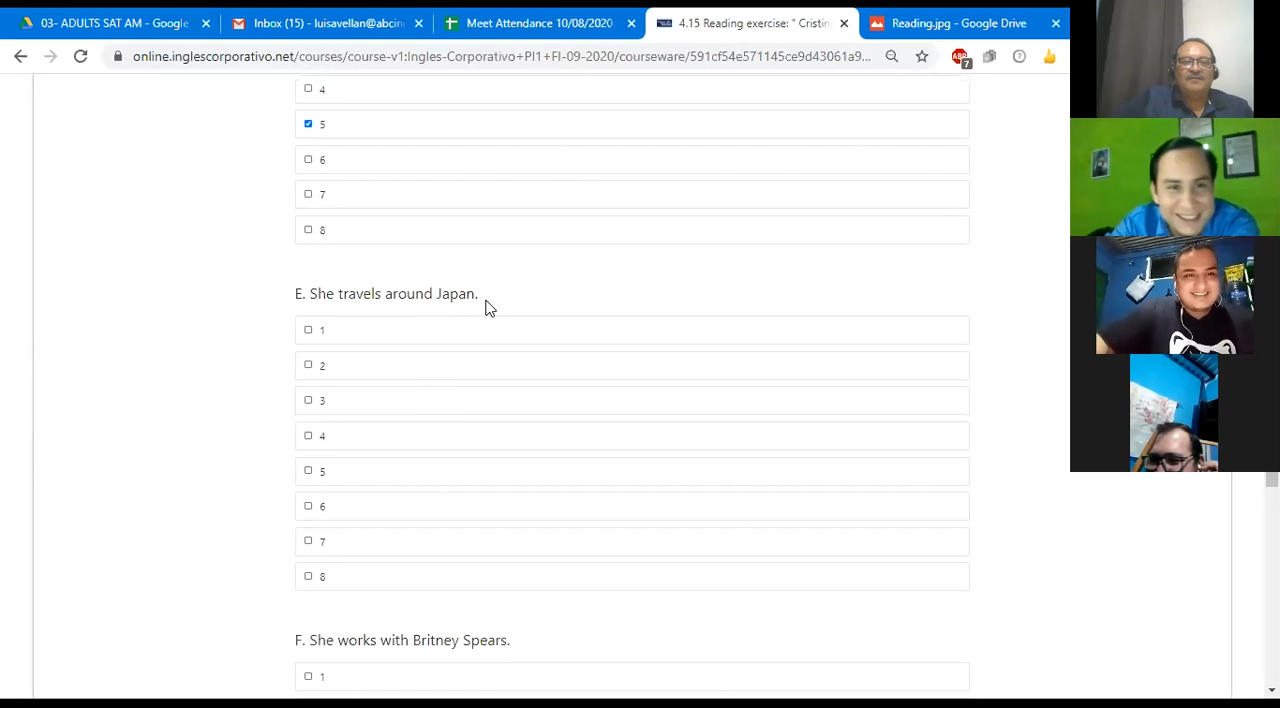 03- ADULTS SAT AM - Google
Inbox (15) - luisavellan@abcing
Meet Attendance 10/08/2020
4.15 Reading exercise: " Cristin
Reading.jpg - Google Drive
online.inglescorporativo.net/courses/course-v1:Ingles-Corporativo+PI1+FI-09-2020/courseware/591cf54e571145ce9d43061a9...
ABP
7
4
5
6
7
8
E. She travels around Japan.
1
2
3
4
5
6
7
8
F. She works with Britney Spears.
1